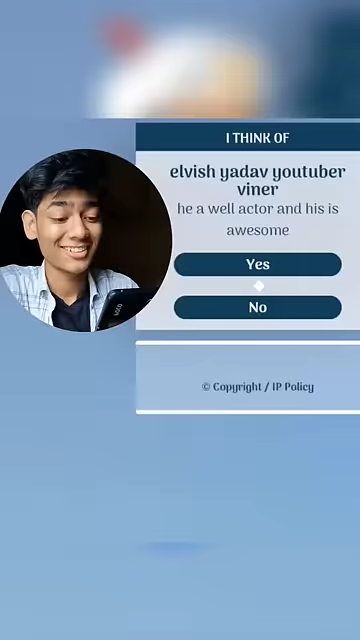 I THINK OF
elvish yadav youtuber
viner
he a well actor and his is
awesome
Yes
No
© Copyright / IP Policy